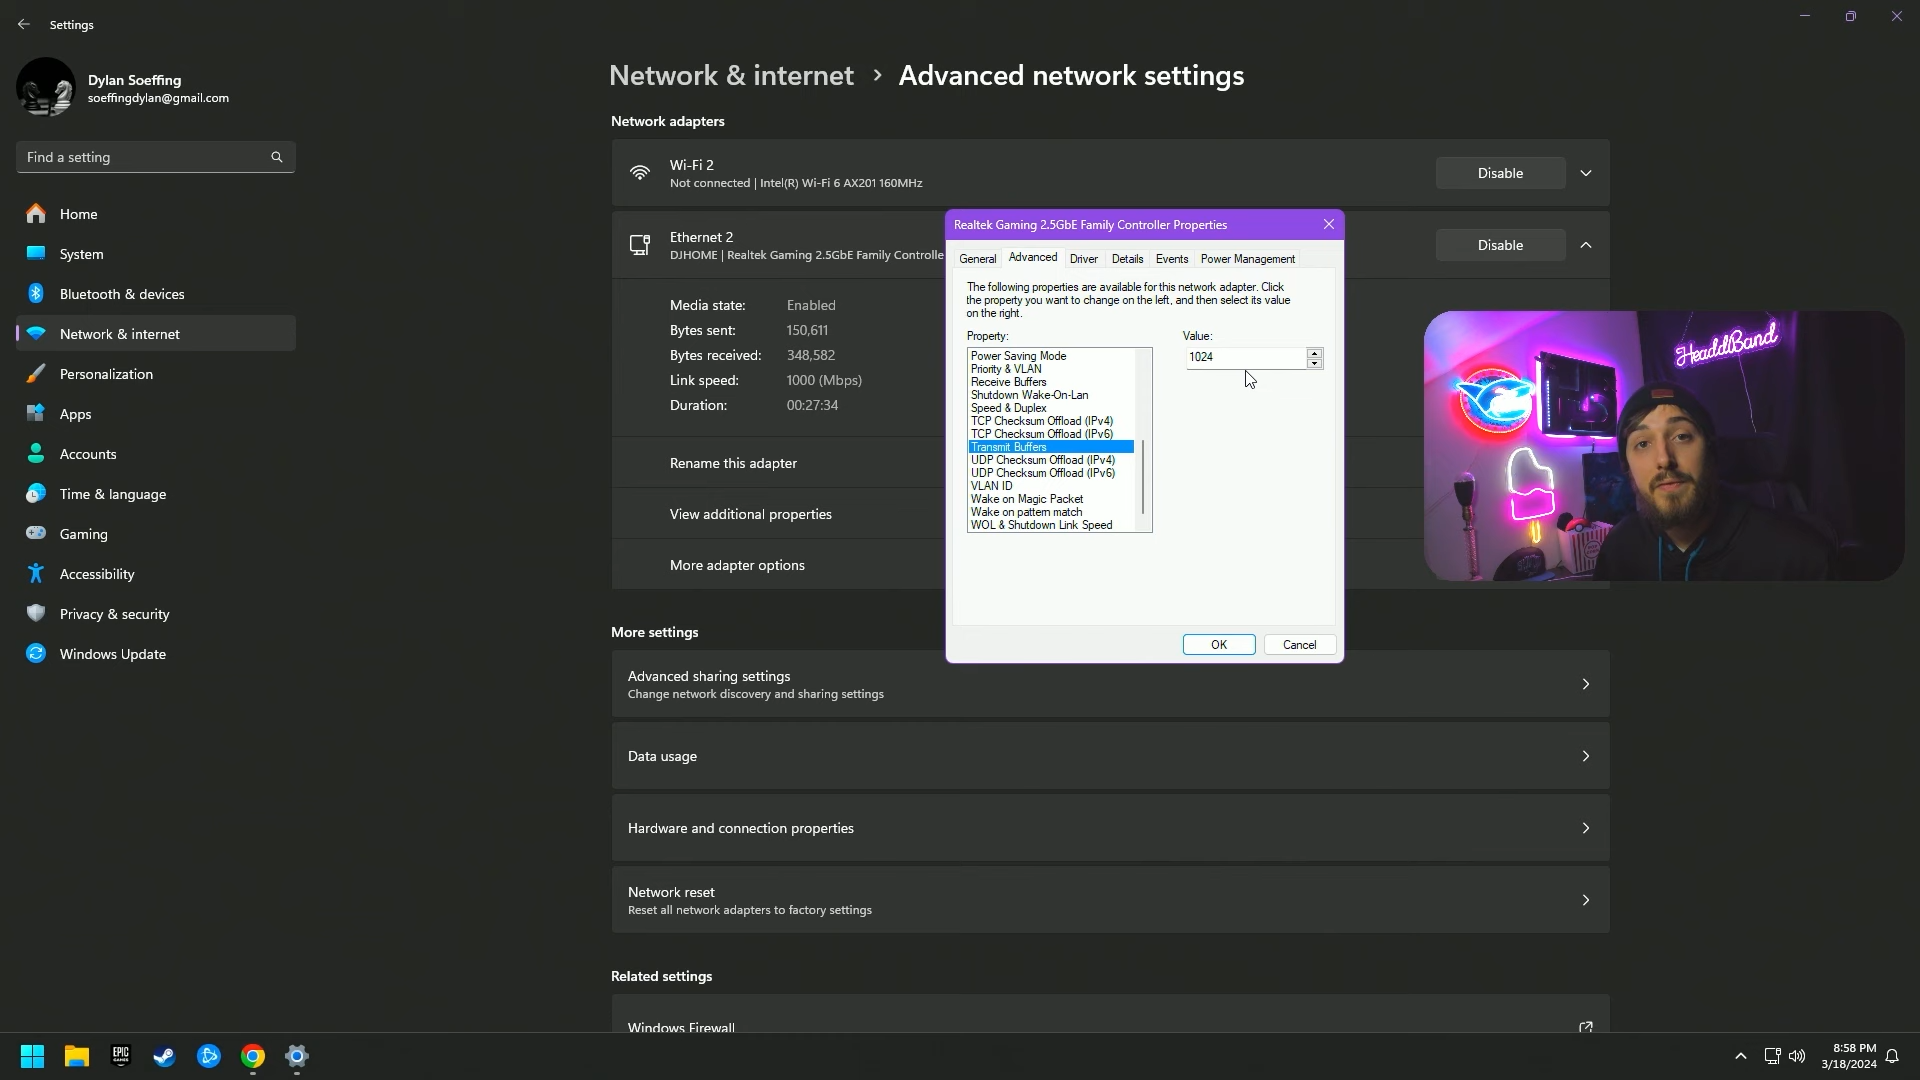 Settings
Dylan Soeffing
soeffingdylan@gmail.com
Find a setting
Home
System
Bluetooth & devices
Network & internet
Personalization
Apps
Accounts
Time & language
Gaming
Accessibility
Privacy & security
Windows Update
Network & internet > Advanced network settings
Network adapters
Wi-Fi 2
Not connected | Intel(R) Wi-Fi 6 AX201 160MHz
Disable
Ethernet 2
DJHOME | Realtek Gaming 2.5GbE Family Controlle
Disable
Media state: Enabled
Bytes sent: 150,611
Bytes received: 348,582
Link speed: 1000 (Mbps)
Duration: 00:27:34
Rename this adapter
View additional properties
More adapter options
More settings
Advanced sharing settings
Change network discovery and sharing settings
Data usage
Hardware and connection properties
Network reset
Reset all network adapters to factory settings
Related settings
Windows Firewall
Realtek Gaming 2.5GbE Family Controller Properties
General Advanced Driver Details Events Power Management
The following properties are available for this network adapter. Click
the property you want to change on the left, and then select its value
on the right.
Property:
Value:
Power Saving Mode
Priority & VLAN
Receive Buffers
Shutdown Wake-On-Lan
Speed & Duplex
TCP Checksum Offload (IPv4)
TCP Checksum Offload (IPv6)
Transmit Buffers
UDP Checksum Offload (IPv4)
UDP Checksum Offload (IPv6)
VLAN ID
Wake on Magic Packet
Wake on pattern match
WOL & Shutdown Link Speed
1024
OK
Cancel
HeaddBand
EPIC
GAMES
8:58 PM
3/18/2024